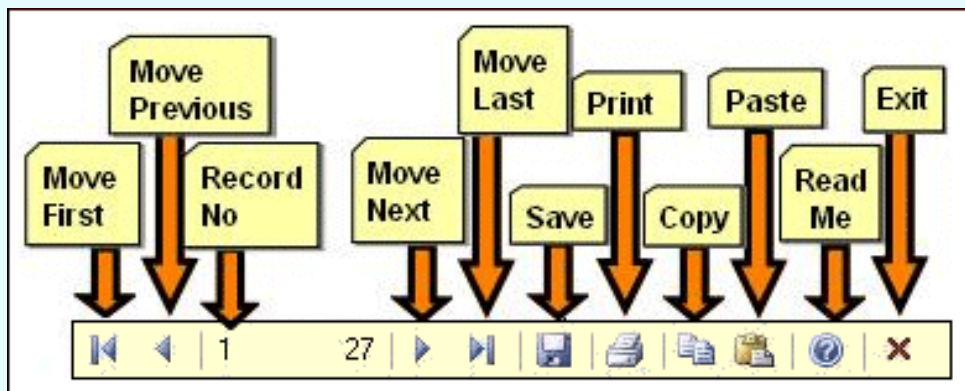 Move
First
Move
Previous
Record
No
Move
Next
Move
Last
Save
Print
Copy
Paste
Read
Me
Exit
1 27